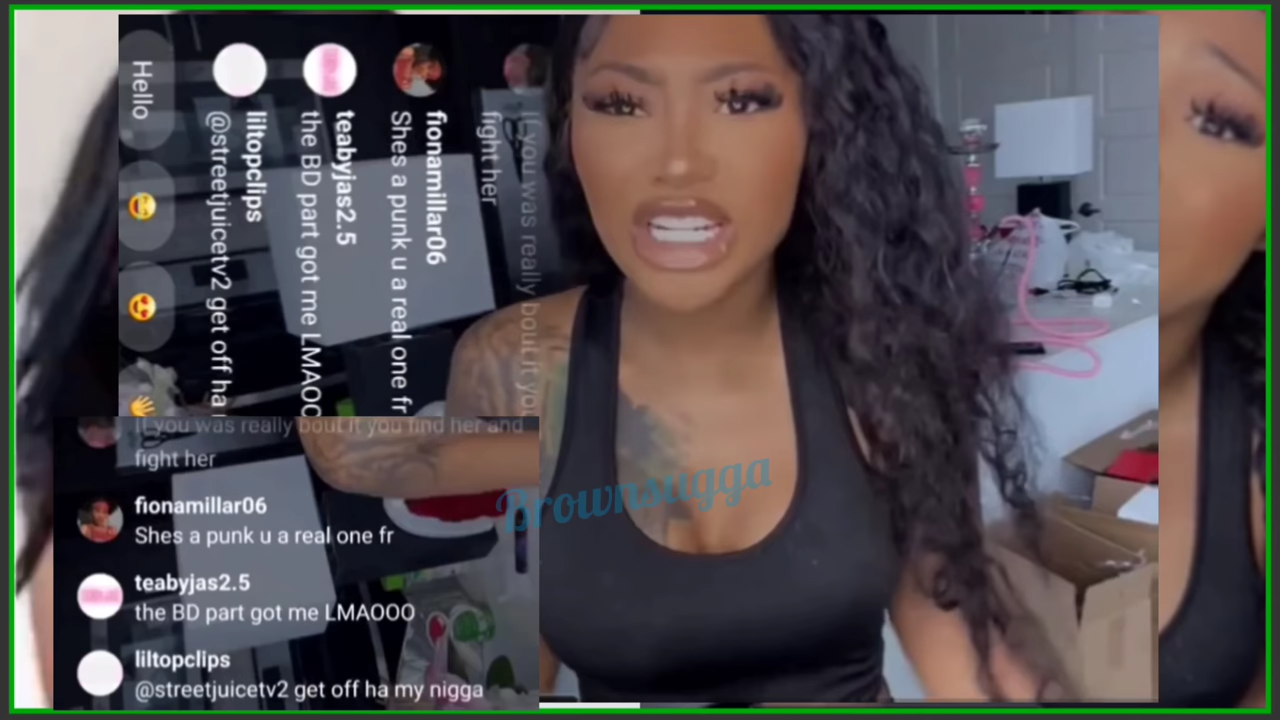 Hello
@streetjuicetv2 get off ha
liltopclips
the BD part got me LMAOO
teabyjas2.5
Shes a punk u a real one fr
fionamillar06
fight her
If you was really bout it you
Brownsugga
If you was really bout it you find her and
fight her
fionamillar06
Shes a punk u a real one fr
teabyjas2.5
the BD part got me LMAOOO
liltopclips
@streetjuicetv2 get off ha my nigga